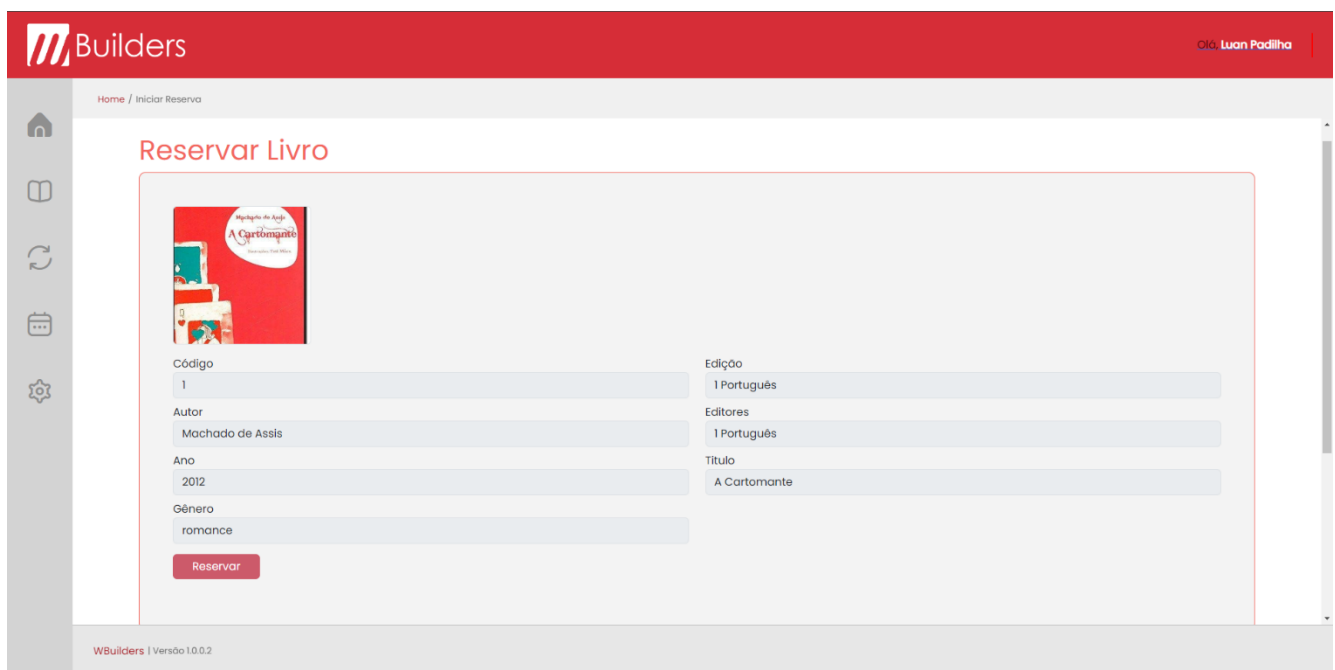 Builders
Olá, Luan Padilha
Home / Iniciar Reserva
Reservar Livro
Machado de Assis
A Cartomante
Código
1
Edição
1 Português
Autor
Machado de Assis
Editores
1 Português
Ano
2012
Titulo
A Cartomante
Gênero
romance
Reservar
WBuilders | Versão 1.0.0.2